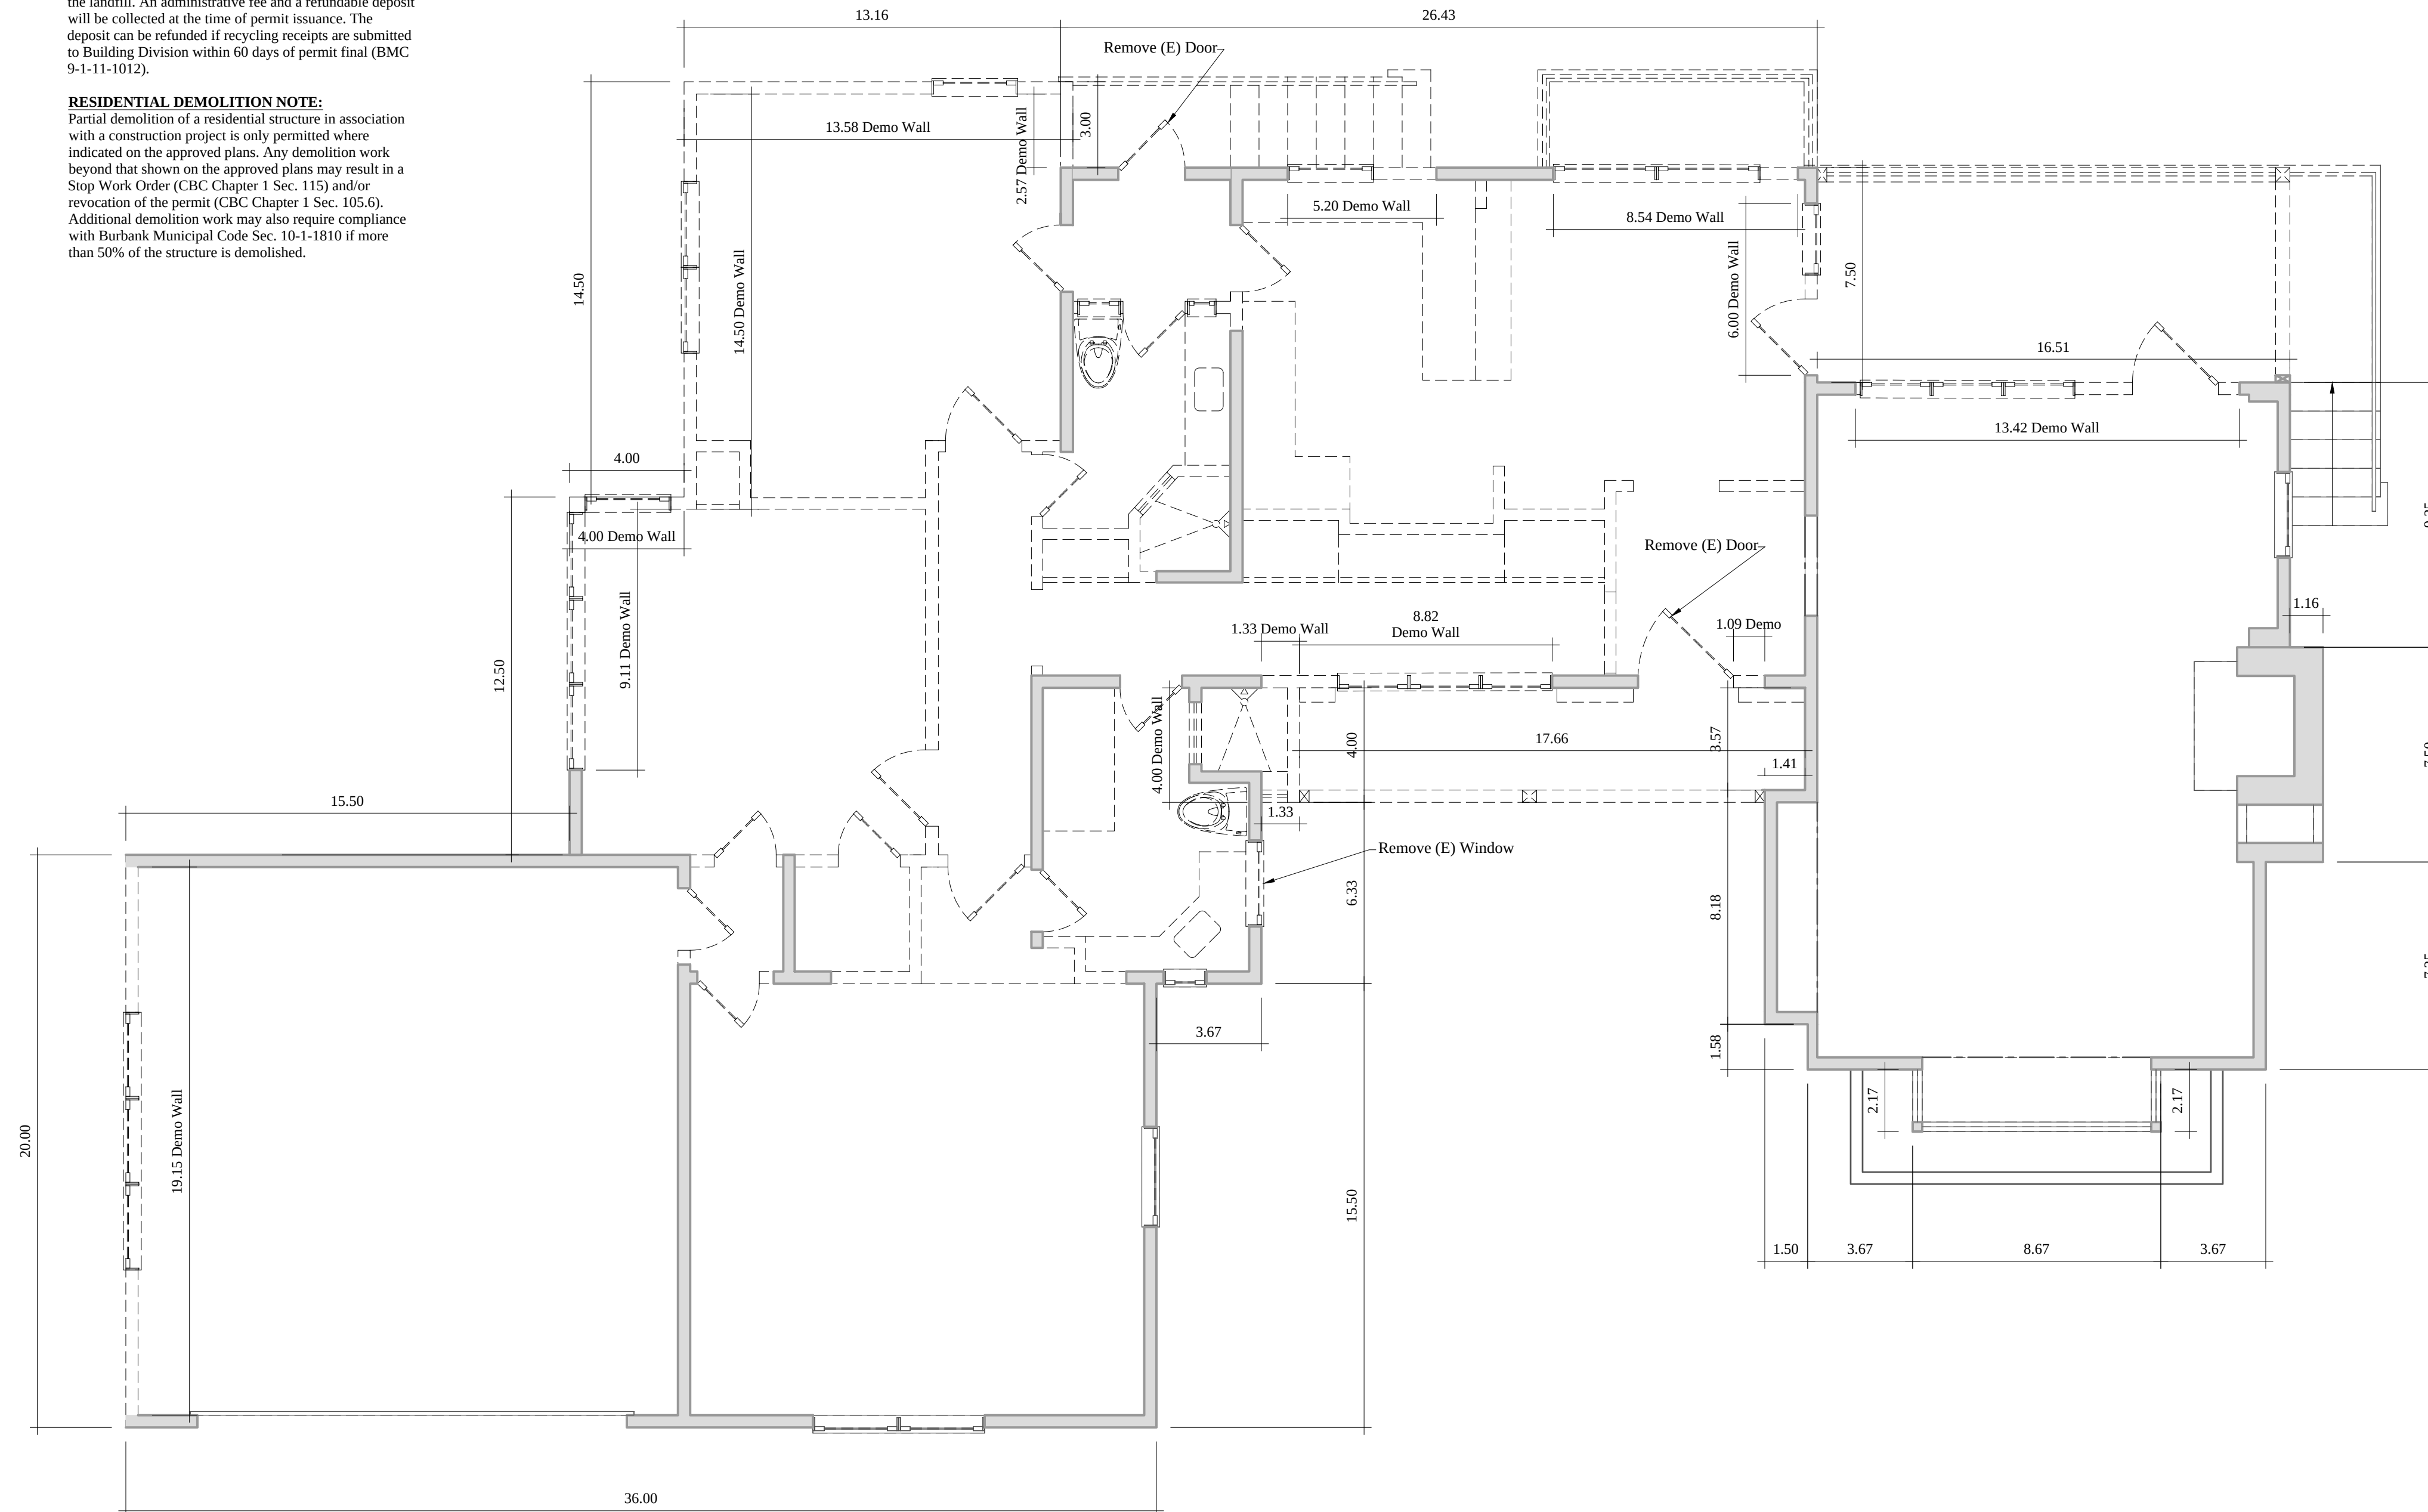 the landfill. An administrative fee and a refundable deposit
will be collected at the time of permit issuance. The
deposit can be refunded if recycling receipts are submitted
to Building Division within 60 days of permit final (BMC
9-1-11-1012).
RESIDENTIAL DEMOLITION NOTE:
Partial demolition of a residential structure in association
with a construction project is only permitted where
indicated on the approved plans. Any demolition work
beyond that shown on the approved plans may result in a
Stop Work Order (CBC Chapter 1 Sec. 115) and/or
revocation of the permit (CBC Chapter 1 Sec. 105.6).
Additional demolition work may also require compliance
with Burbank Municipal Code Sec. 10-1-1810 if more
than 50% of the structure is demolished.
13.16
26.43
Remove (E) Door
13.58 Demo Wall
2.57 Demo Wall
3.00
5.20 Demo Wall
8.54 Demo Wall
14.50
14.50 Demo Wall
6.00 Demo Wall
7.50
16.51
13.42 Demo Wall
4.00
4.00 Demo Wall
Remove (E) Door
12.50
9.11 Demo Wall
1.33 Demo Wall
8.82
Demo Wall
1.09 Demo
1.16
4.00 Demo Wall
4.00
17.66
3.57
1.41
15.50
1.33
Remove (E) Window
6.33
8.18
3.67
1.58
2.17
2.17
20.00
19.15 Demo Wall
15.50
1.50
3.67
8.67
3.67
36.00